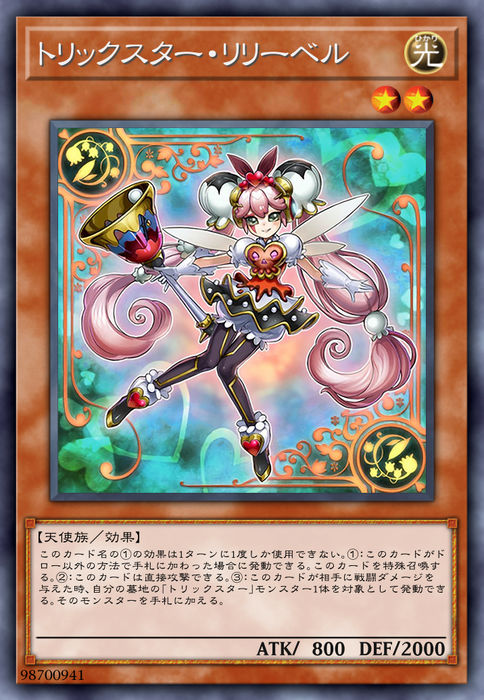 トリックスター・リリーベル
ひかり
光
【天使族／効果】
このカード名の①の効果は1ターンに1度しか使用できない。①：このカードがド
ロー以外の方法で手札に加わった場合に発動できる。このカードを特殊召喚す
る。②：このカードは直接攻撃できる。③：このカードが相手に戦闘ダメージを
与えた時、自分の墓地の「トリックスター」モンスター1体を対象として発動でき
る。そのモンスターを手札に加える。
ATK/ 800 DEF/2000
98700941